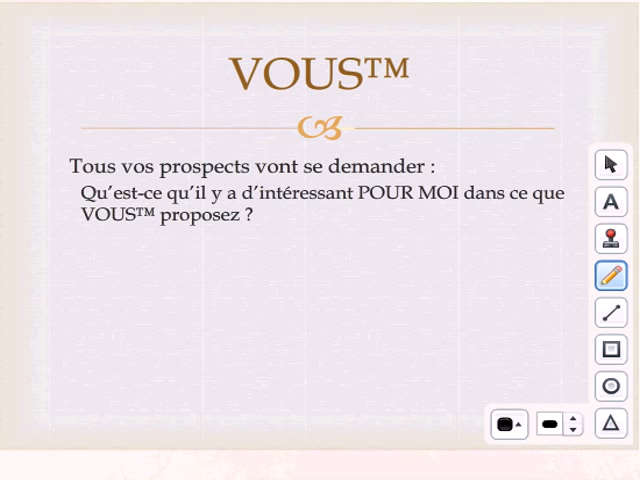 VOUS™
Tous vos prospects vont se demander :
Qu’est-ce qu’il y a d’intéressant POUR MOI dans ce que
VOUS™ proposez ?
A